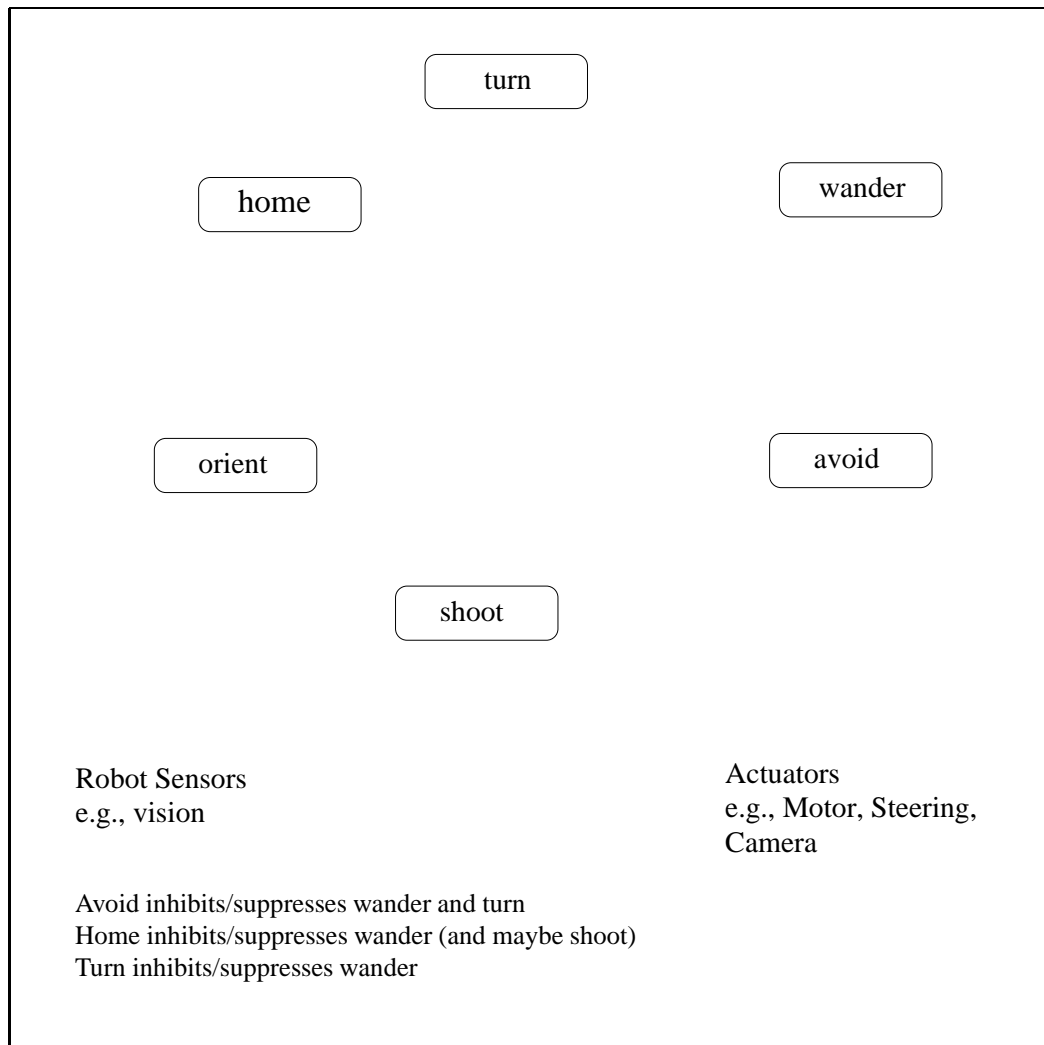 turn
home
wander
orient
avoid
shoot
Robot Sensors
e.g., vision
Actuators
e.g., Motor, Steering,
Camera
Avoid inhibits/suppresses wander and turn
Home inhibits/suppresses wander (and maybe shoot)
Turn inhibits/suppresses wander